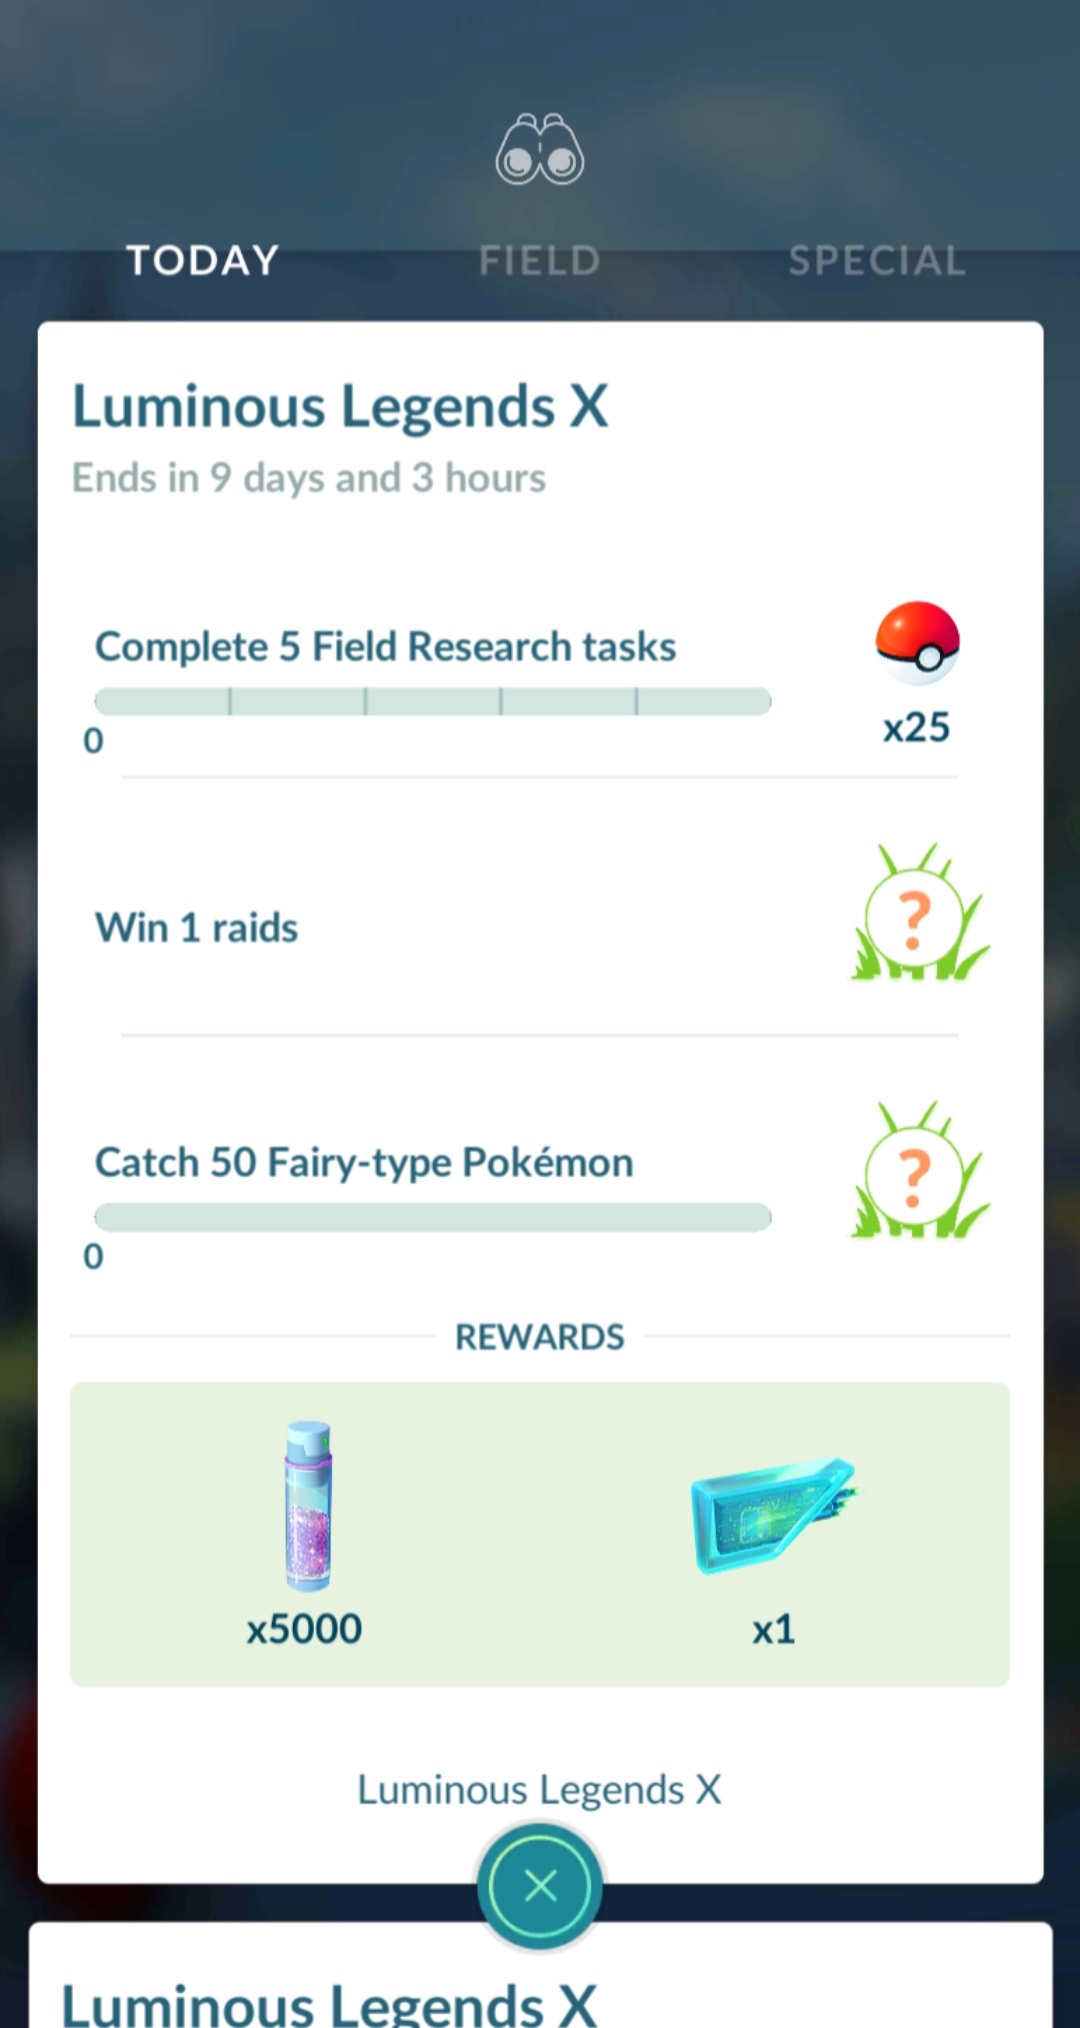 TODAY FIELD SPECIAL
Luminous Legends X
Ends in 9 days and 3 hours
Complete 5 Field Research tasks
0
x25
Win 1 raids
?
Catch 50 Fairy-type Pokémon
0
?
REWARDS
x5000 x1
Luminous Legends X
Luminous Legends X